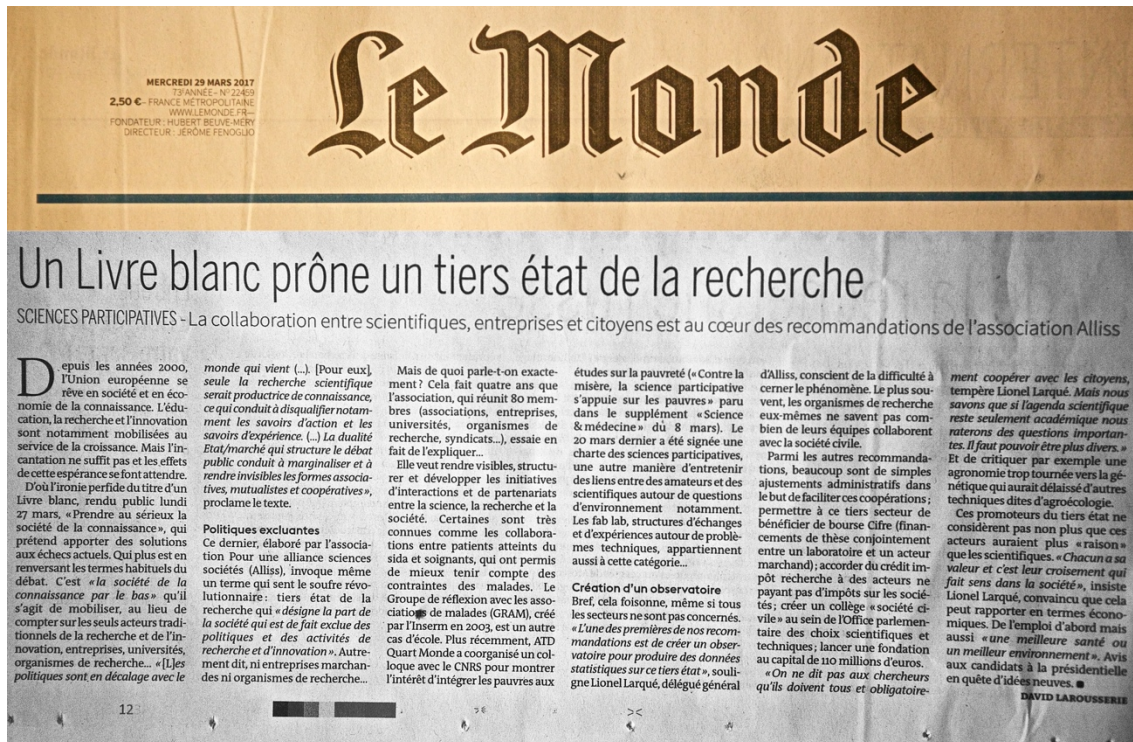 MERCREDI 29 MARS 2017
73E ANNÉE – NO 22459
2,50 € – FRANCE MÉTROPOLITAINE
WWW.LEMONDE.FR —
FONDATEUR : HUBERT BEUVE-MÉRY
DIRECTEUR : JÉRÔME FENOGLIO
Le Monde
Un Livre blanc prône un tiers état de la recherche
SCIENCES PARTICIPATIVES - La collaboration entre scientifiques, entreprises et citoyens est au cœur des recommandations de l'association Alliss
Depuis les années 2000,
l'Union européenne se
rêve en société et en éco-
nomie de la connaissance. L'édu-
cation, la recherche et l'innovation
sont notamment mobilisées au
service de la croissance. Mais l'in-
cantation ne suffit pas et les effets
de cette espérance se font attendre.
D'où l'ironie perfide du titre d'un
Livre blanc, rendu public lundi
27 mars, « Prendre au sérieux la
société de la connaissance », qui
prétend apporter des solutions
aux échecs actuels. Qui plus est en
renversant les termes habituels du
débat. C'est « la société de la
connaissance par le bas » qu'il
s'agit de mobiliser, au lieu de
compter sur les seuls acteurs tradi-
tionnels de la recherche et de l'in-
novation, entreprises, universités,
organismes de recherche... « [L]es
politiques sont en décalage avec le
monde qui vient (...). [Pour eux],
seule la recherche scientifique
serait productrice de connaissance,
ce qui conduit à disqualifier notam-
ment les savoirs d'action et les
savoirs d'expérience. (...) La dualité
Etat/marché qui structure le débat
public conduit à marginaliser et à
rendre invisibles les formes associa-
tives, mutualistes et coopératives »,
proclame le texte.
Politiques excluantes
Ce dernier, élaboré par l'associa-
tion Pour une alliance sciences
sociétés (Alliss), invoque même
un terme qui sent le soufre révo-
lutionnaire : tiers état de la
recherche qui « désigne la part de
la société qui est de fait exclue des
politiques et des activités de
recherche et d'innovation ». Autre-
ment dit, ni entreprises marchan-
des ni organismes de recherche...
Mais de quoi parle-t-on exacte-
ment ? Cela fait quatre ans que
l'association, qui réunit 80 mem-
bres (associations, entreprises,
universités, organismes de
recherche, syndicats...), essaie en
fait de l'expliquer...
Elle veut rendre visibles, structu-
rer et développer les initiatives
d'interactions et de partenariats
entre la science, la recherche et la
société. Certaines sont très
connues comme les collabora-
tions entre patients atteints du
sida et soignants, qui ont permis
de mieux tenir compte des
contraintes des malades. Le
Groupe de réflexion avec les asso-
ciations de malades (GRAM), créé
par l'Inserm en 2003, est un autre
cas d'école. Plus récemment, ATD
Quart Monde a coorganisé un col-
loque avec le CNRS pour montrer
l'intérêt d'intégrer les pauvres aux
études sur la pauvreté (« Contre la
misère, la science participative
s'appuie sur les pauvres » paru
dans le supplément « Science
& médecine » du 8 mars). Le
20 mars dernier a été signée une
charte des sciences participatives,
une autre manière d'entretenir
des liens entre des amateurs et des
scientifiques autour de questions
d'environnement notamment.
Les fab lab, structures d'échanges
et d'expériences autour de problè-
mes techniques, appartiennent
aussi à cette catégorie...
Création d'un observatoire
Bref, cela foisonne, même si tous
les secteurs ne sont pas concernés.
« L'une des premières de nos recom-
mandations est de créer un obser-
vatoire pour produire des données
statistiques sur ce tiers état », souli-
gne Lionel Larqué, délégué général
d'Alliss, conscient de la difficulté à
cerner le phénomène. Le plus sou-
vent, les organismes de recherche
eux-mêmes ne savent pas com-
bien de leurs équipes collaborent
avec la société civile.
Parmi les autres recommanda-
tions, beaucoup sont de simples
ajustements administratifs dans
le but de faciliter ces coopérations ;
permettre à ce tiers secteur de
bénéficier de bourse Cifre (finan-
cements de thèse conjointement
entre un laboratoire et un acteur
marchand) ; accorder du crédit im-
pôt recherche à des acteurs ne
payant pas d'impôts sur les socié-
tés ; créer un collège « société ci-
vile » au sein de l'Office parlemen-
taire des choix scientifiques et
techniques ; lancer une fondation
au capital de 110 millions d'euros.
« On ne dit pas aux chercheurs
qu'ils doivent tous et obligatoire-
ment coopérer avec les citoyens,
tempère Lionel Larqué. Mais nous
savons que si l'agenda scientifique
reste seulement académique nous
raterons des questions importan-
tes. Il faut pouvoir être plus divers. »
Et de critiquer par exemple une
agronomie trop tournée vers la gé-
nétique qui aurait délaissé d'autres
techniques dites d'agroécologie.
Ces promoteurs du tiers état ne
considèrent pas non plus que ces
acteurs auraient plus « raison »
que les scientifiques. « Chacun a sa
valeur et c'est leur croisement qui
fait sens dans la société », insiste
Lionel Larqué, convaincu que cela
peut rapporter en termes écono-
miques. De l'emploi d'abord mais
aussi « une meilleure santé ou
un meilleur environnement ». Avis
aux candidats à la présidentielle
en quête d'idées neuves. ■
DAVID LAROUSSERIE
12